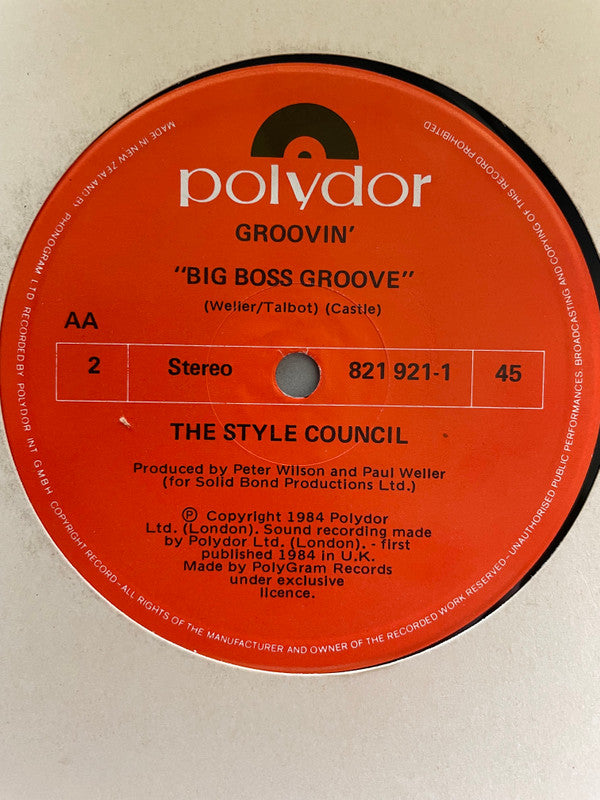 polydor
GROOVIN'
"BIG BOSS GROOVE"
(Weller/Talbot) (Castle)
AA
2 Stereo 821 921-1 45
THE STYLE COUNCIL
Produced by Peter Wilson and Paul Weller
(for Solid Bond Productions Ltd.)
Ⓟ Copyright 1984 Polydor
Ltd. (London). Sound recording made
by Polydor Ltd. (London). - first
published 1984 in U.K.
Made by PolyGram Records
under exclusive
licence.
MADE IN NEW ZEALAND BY PHONOGRAM LTD. RECORDED BY POLYDOR INT. GMBH COPYRIGHT RECORD - ALL RIGHTS OF THE MANUFACTURER AND OWNER OF THE RECORDED WORK RESERVED - UNAUTHORISED PUBLIC PERFORMANCES. BROADCASTING AND COPYING OF THIS RECORD PROHIBITED